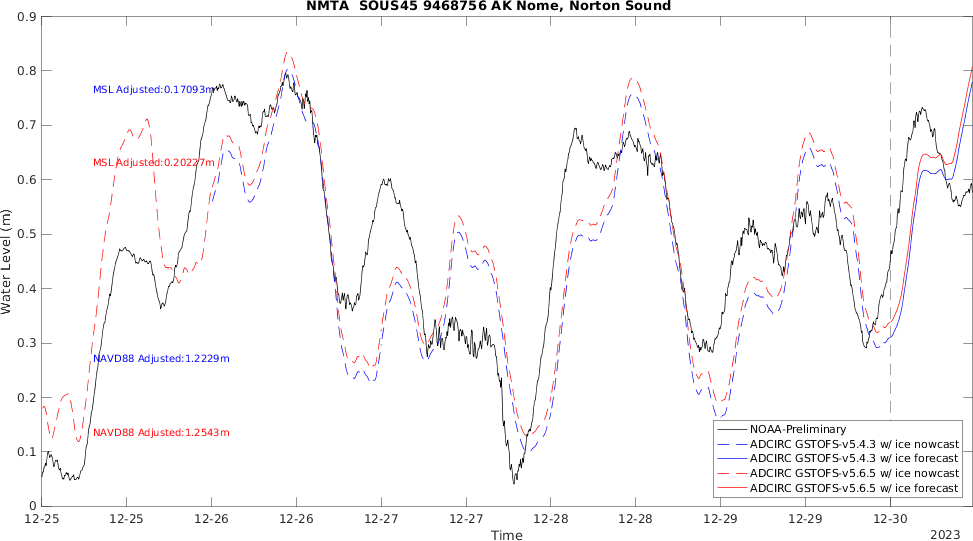 NMTA SOUS45 9468756 AK Nome, Norton Sound
0.9
0.8
0.7
0.6
0.5
0.4
0.3
0.2
0.1
0
Water Level (m)
MSL Adjusted:0.17093m
MSL Adjusted:0.20227m
NAVD88 Adjusted:1.2229m
NAVD88 Adjusted:1.2543m
NOAA-Preliminary
ADCIRC GSTOFS-v5.4.3 w/ ice nowcast
ADCIRC GSTOFS-v5.4.3 w/ ice forecast
ADCIRC GSTOFS-v5.6.5 w/ ice nowcast
ADCIRC GSTOFS-v5.6.5 w/ ice forecast
12-25 12-25 12-26 12-26 12-27 12-27 12-28 12-28 12-29 12-29 12-30
Time
2023